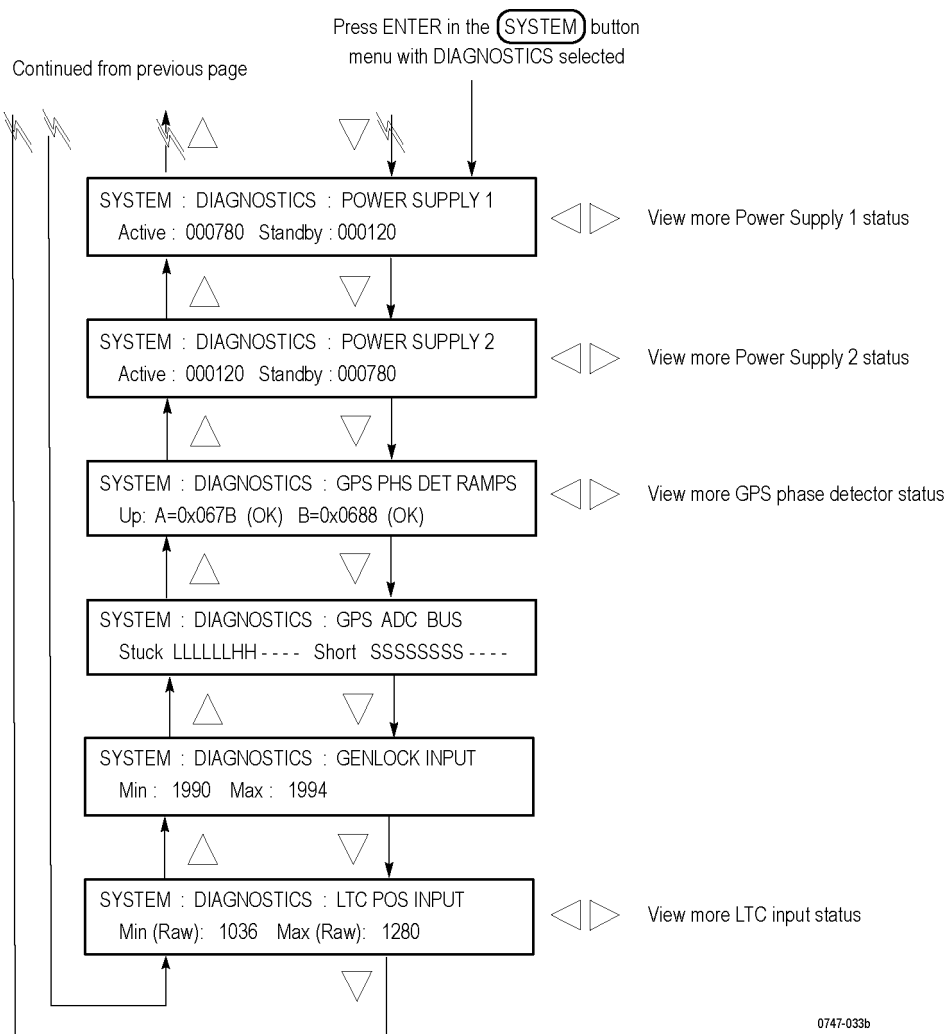 Press ENTER in the SYSTEM button
menu with DIAGNOSTICS selected
Continued from previous page
SYSTEM : DIAGNOSTICS : POWER SUPPLY 1
Active : 000780 Standby : 000120
View more Power Supply 1 status
SYSTEM : DIAGNOSTICS : POWER SUPPLY 2
Active : 000120 Standby : 000780
View more Power Supply 2 status
SYSTEM : DIAGNOSTICS : GPS PHS DET RAMPS
Up: A=0x067B (OK) B=0x0688 (OK)
View more GPS phase detector status
SYSTEM : DIAGNOSTICS : GPS ADC BUS
Stuck LLLLLLHH - - - - Short SSSSSSSS - - - -
SYSTEM : DIAGNOSTICS : GENLOCK INPUT
Min : 1990 Max : 1994
SYSTEM : DIAGNOSTICS : LTC POS INPUT
Min (Raw): 1036 Max (Raw): 1280
View more LTC input status
0747-033b